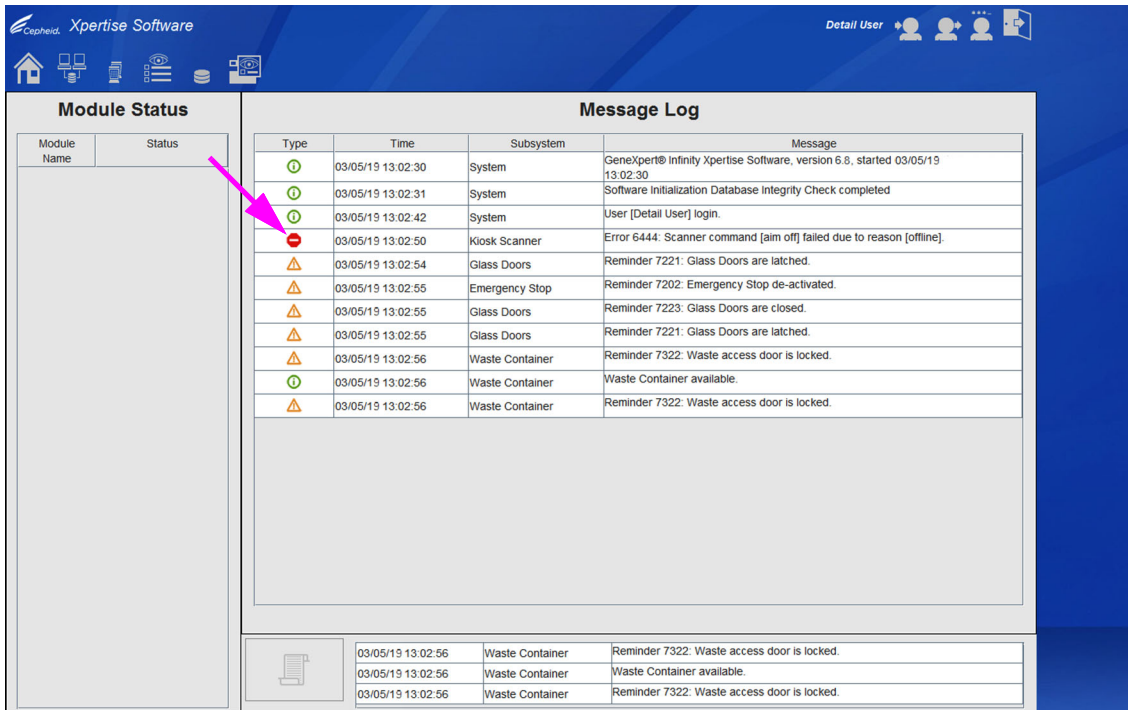 Cepheid. Xpertise Software
Detail User
Module Status
Message Log
Module
Name
Status
Type
Time
Subsystem
Message
03/05/19 13:02:30
System
GeneXpert® Infinity Xpertise Software, version 6.8, started 03/05/19
13:02:30
03/05/19 13:02:31
System
Software Initialization Database Integrity Check completed
03/05/19 13:02:42
System
User [Detail User] login.
03/05/19 13:02:50
Kiosk Scanner
Error 6444: Scanner command [aim off] failed due to reason [offline].
03/05/19 13:02:54
Glass Doors
Reminder 7221: Glass Doors are latched.
03/05/19 13:02:55
Emergency Stop
Reminder 7202: Emergency Stop de-activated.
03/05/19 13:02:55
Glass Doors
Reminder 7223: Glass Doors are closed.
03/05/19 13:02:55
Glass Doors
Reminder 7221: Glass Doors are latched.
03/05/19 13:02:56
Waste Container
Reminder 7322: Waste access door is locked.
03/05/19 13:02:56
Waste Container
Waste Container available.
03/05/19 13:02:56
Waste Container
Reminder 7322: Waste access door is locked.
03/05/19 13:02:56
Waste Container
Reminder 7322: Waste access door is locked.
03/05/19 13:02:56
Waste Container
Waste Container available.
03/05/19 13:02:56
Waste Container
Reminder 7322: Waste access door is locked.